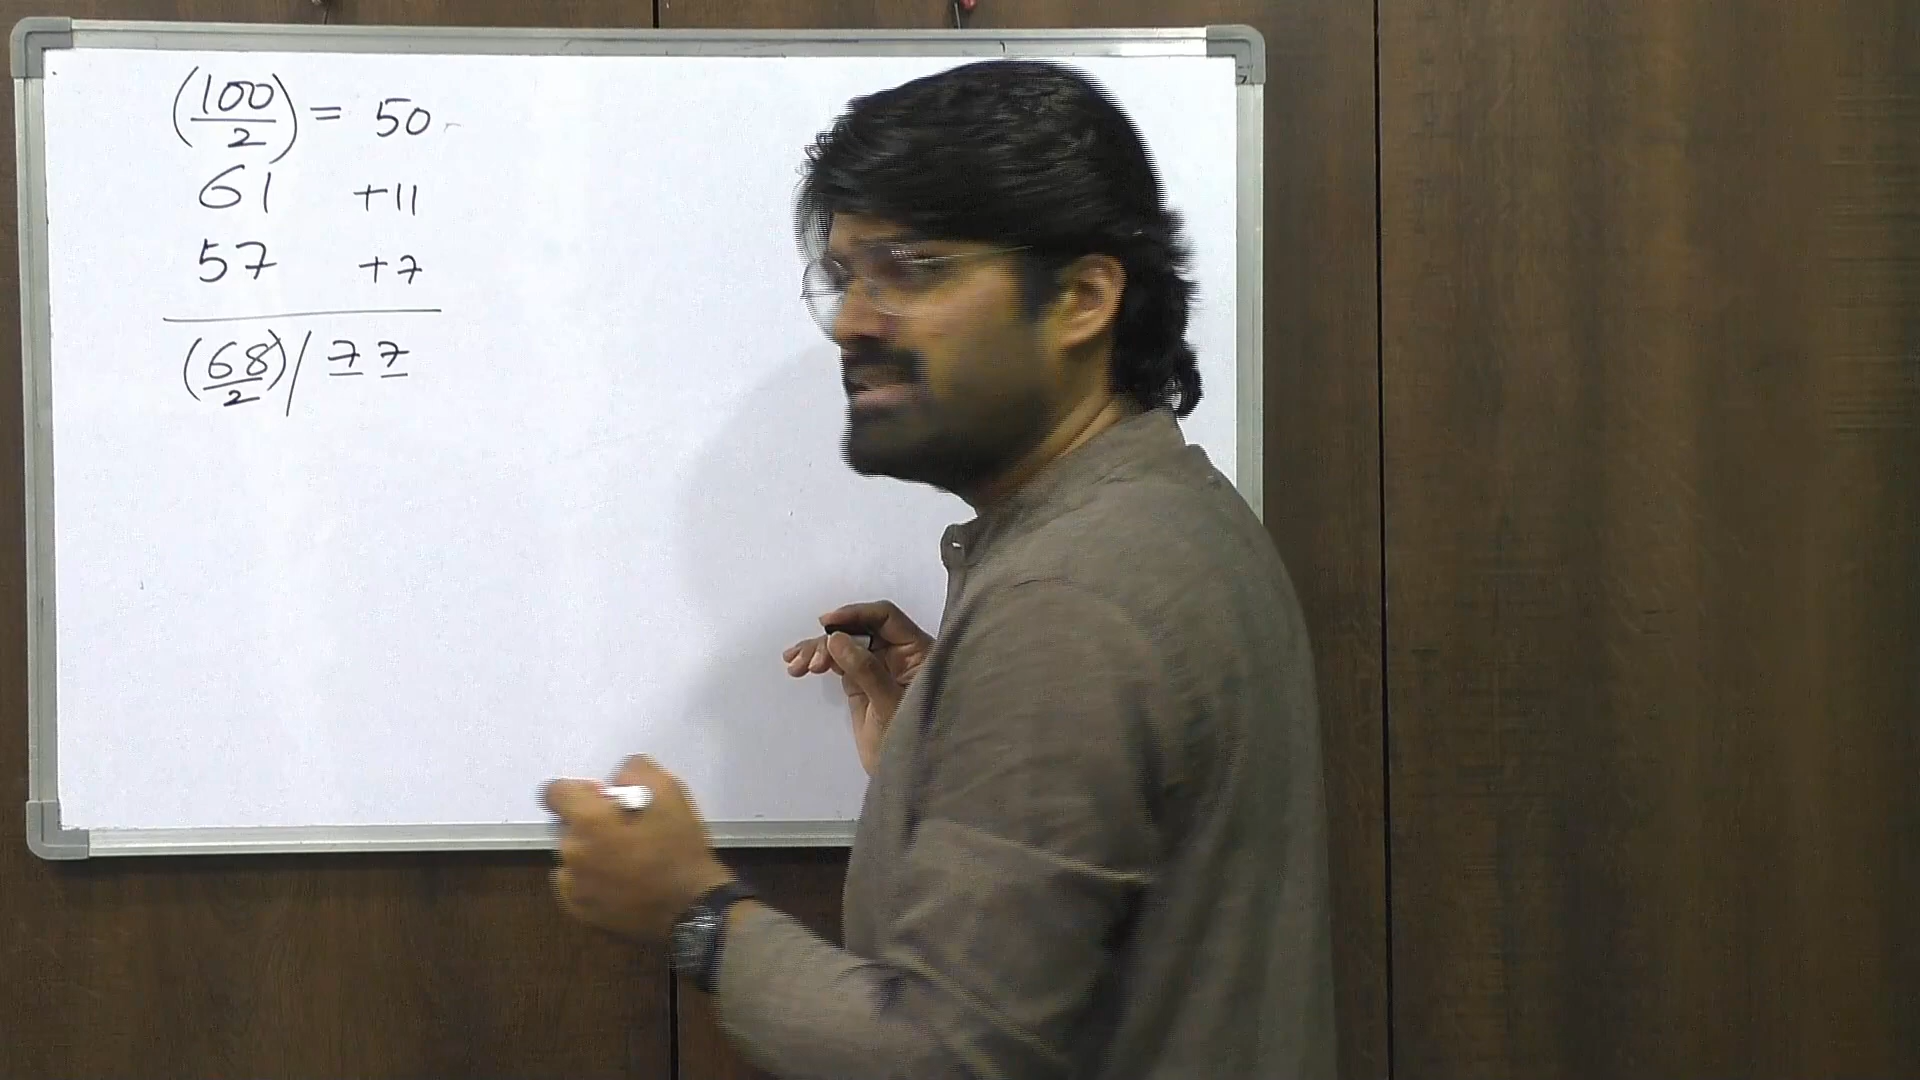 (100/2) = 50
61 +11
57 +7
(68/2) / 77